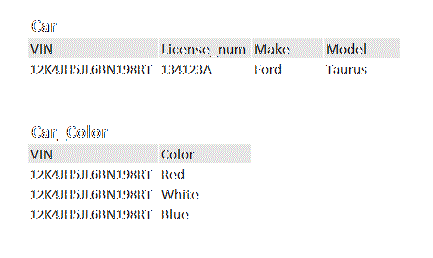 Car
VIN License_num Make Model
12K4JH5JL6BN198RT 134123A Ford Taurus
Car_Color
VIN Color
12K4JH5JL6BN198RT Red
12K4JH5JL6BN198RT White
12K4JH5JL6BN198RT Blue